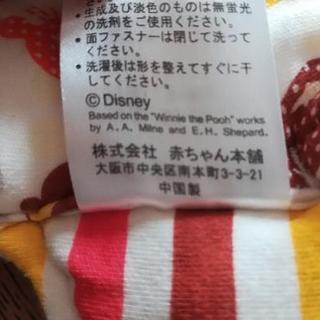 • 生成及び淡色のものは無蛍光
の洗剤をご使用ください。
• 面ファスナーは閉じて洗って
ください。
• 洗濯後は形を整えてすぐに干
してください。
© Disney
Based on the "Winnie the Pooh" works
by A. A. Milne and E. H. Shepard.
株式会社 赤ちゃん本舗
大阪市中央区南本町3-3-21
中国製